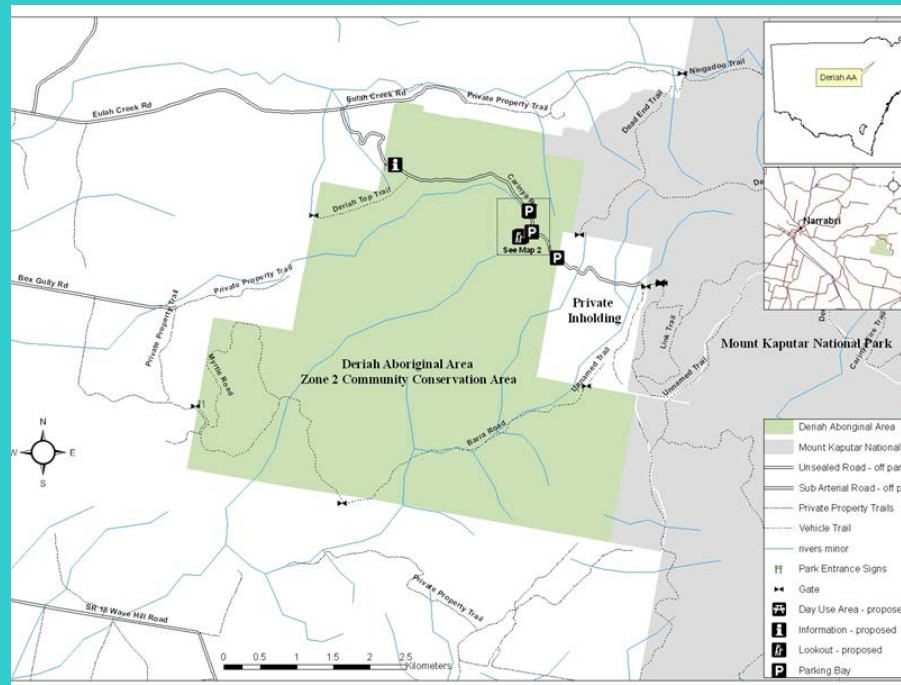 Deriah AA
Narrabri
Ningadoo Trail
Eulah Creek Rd
Private Property Trail
Eulah Creek Rd
Dead End Trail
Deriah Top Trail
See Map 2
Box Gully Rd
Private Property Trail
Private Property Trail
Private
Inholding
Link Trail
Mount Kaputar National Park
Deriah Aboriginal Area
Zone 2 Community Conservation Area
Myrtle Road
Unnamed Trail
Unnamed Trail
Barra Road
N
W
E
S
Private Property Trail
SR 18 Wave Hill Road
0 0.5 1 1.5 2 2.5
Kilometers
Deriah Aboriginal Area
Mount Kaputar National
Unsealed Road - off par
Sub Arterial Road - off p
Private Property Trails
Vehicle Trail
rivers minor
Park Entrance Signs
Gate
Day Use Area - propose
Information - proposed
Lookout - proposed
P Parking Bay